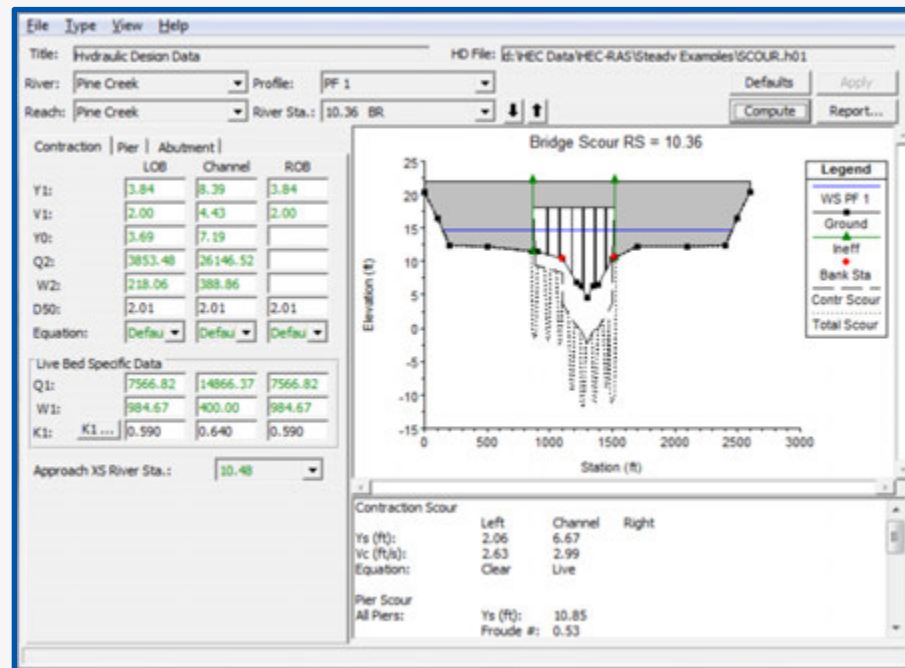 File Type View Help
Title: Hydraulic Design Data HD File: d:\HEC Data\HEC-RAS\Steady Examples\SCOUR.h01
River: Pine Creek Profile: PF 1 Defaults Apply
Reach: Pine Creek River Sta.: 10.36 BR Compute Report...
Contraction Pier Abutment
LOB Channel ROB
Y1: 3.84 8.39 3.84
V1: 2.00 4.43 2.00
Y0: 3.69 7.19
Q2: 3853.48 26146.52
W2: 218.06 388.86
D50: 2.01 2.01 2.01
Equation: Defau Defau Defau
Live Bed Specific Data
Q1: 7566.82 14866.37 7566.82
W1: 984.67 400.00 984.67
K1: K1 ... 0.590 0.640 0.590
Approach XS River Sta.: 10.48
Bridge Scour RS = 10.36
Elevation (ft)
25
20
15
10
5
0
-5
-10
-15
0 500 1000 1500 2000 2500 3000
Station (ft)
Legend
WS PF 1
Ground
Ineff
Bank Sta
Contr Scour
Total Scour
Contraction Scour
Left Channel Right
Ys (ft): 2.06 6.67
Vc (ft/s): 2.63 2.99
Equation: Clear Live
Pier Scour
All Piers: Ys (ft): 10.85
Froude #: 0.53